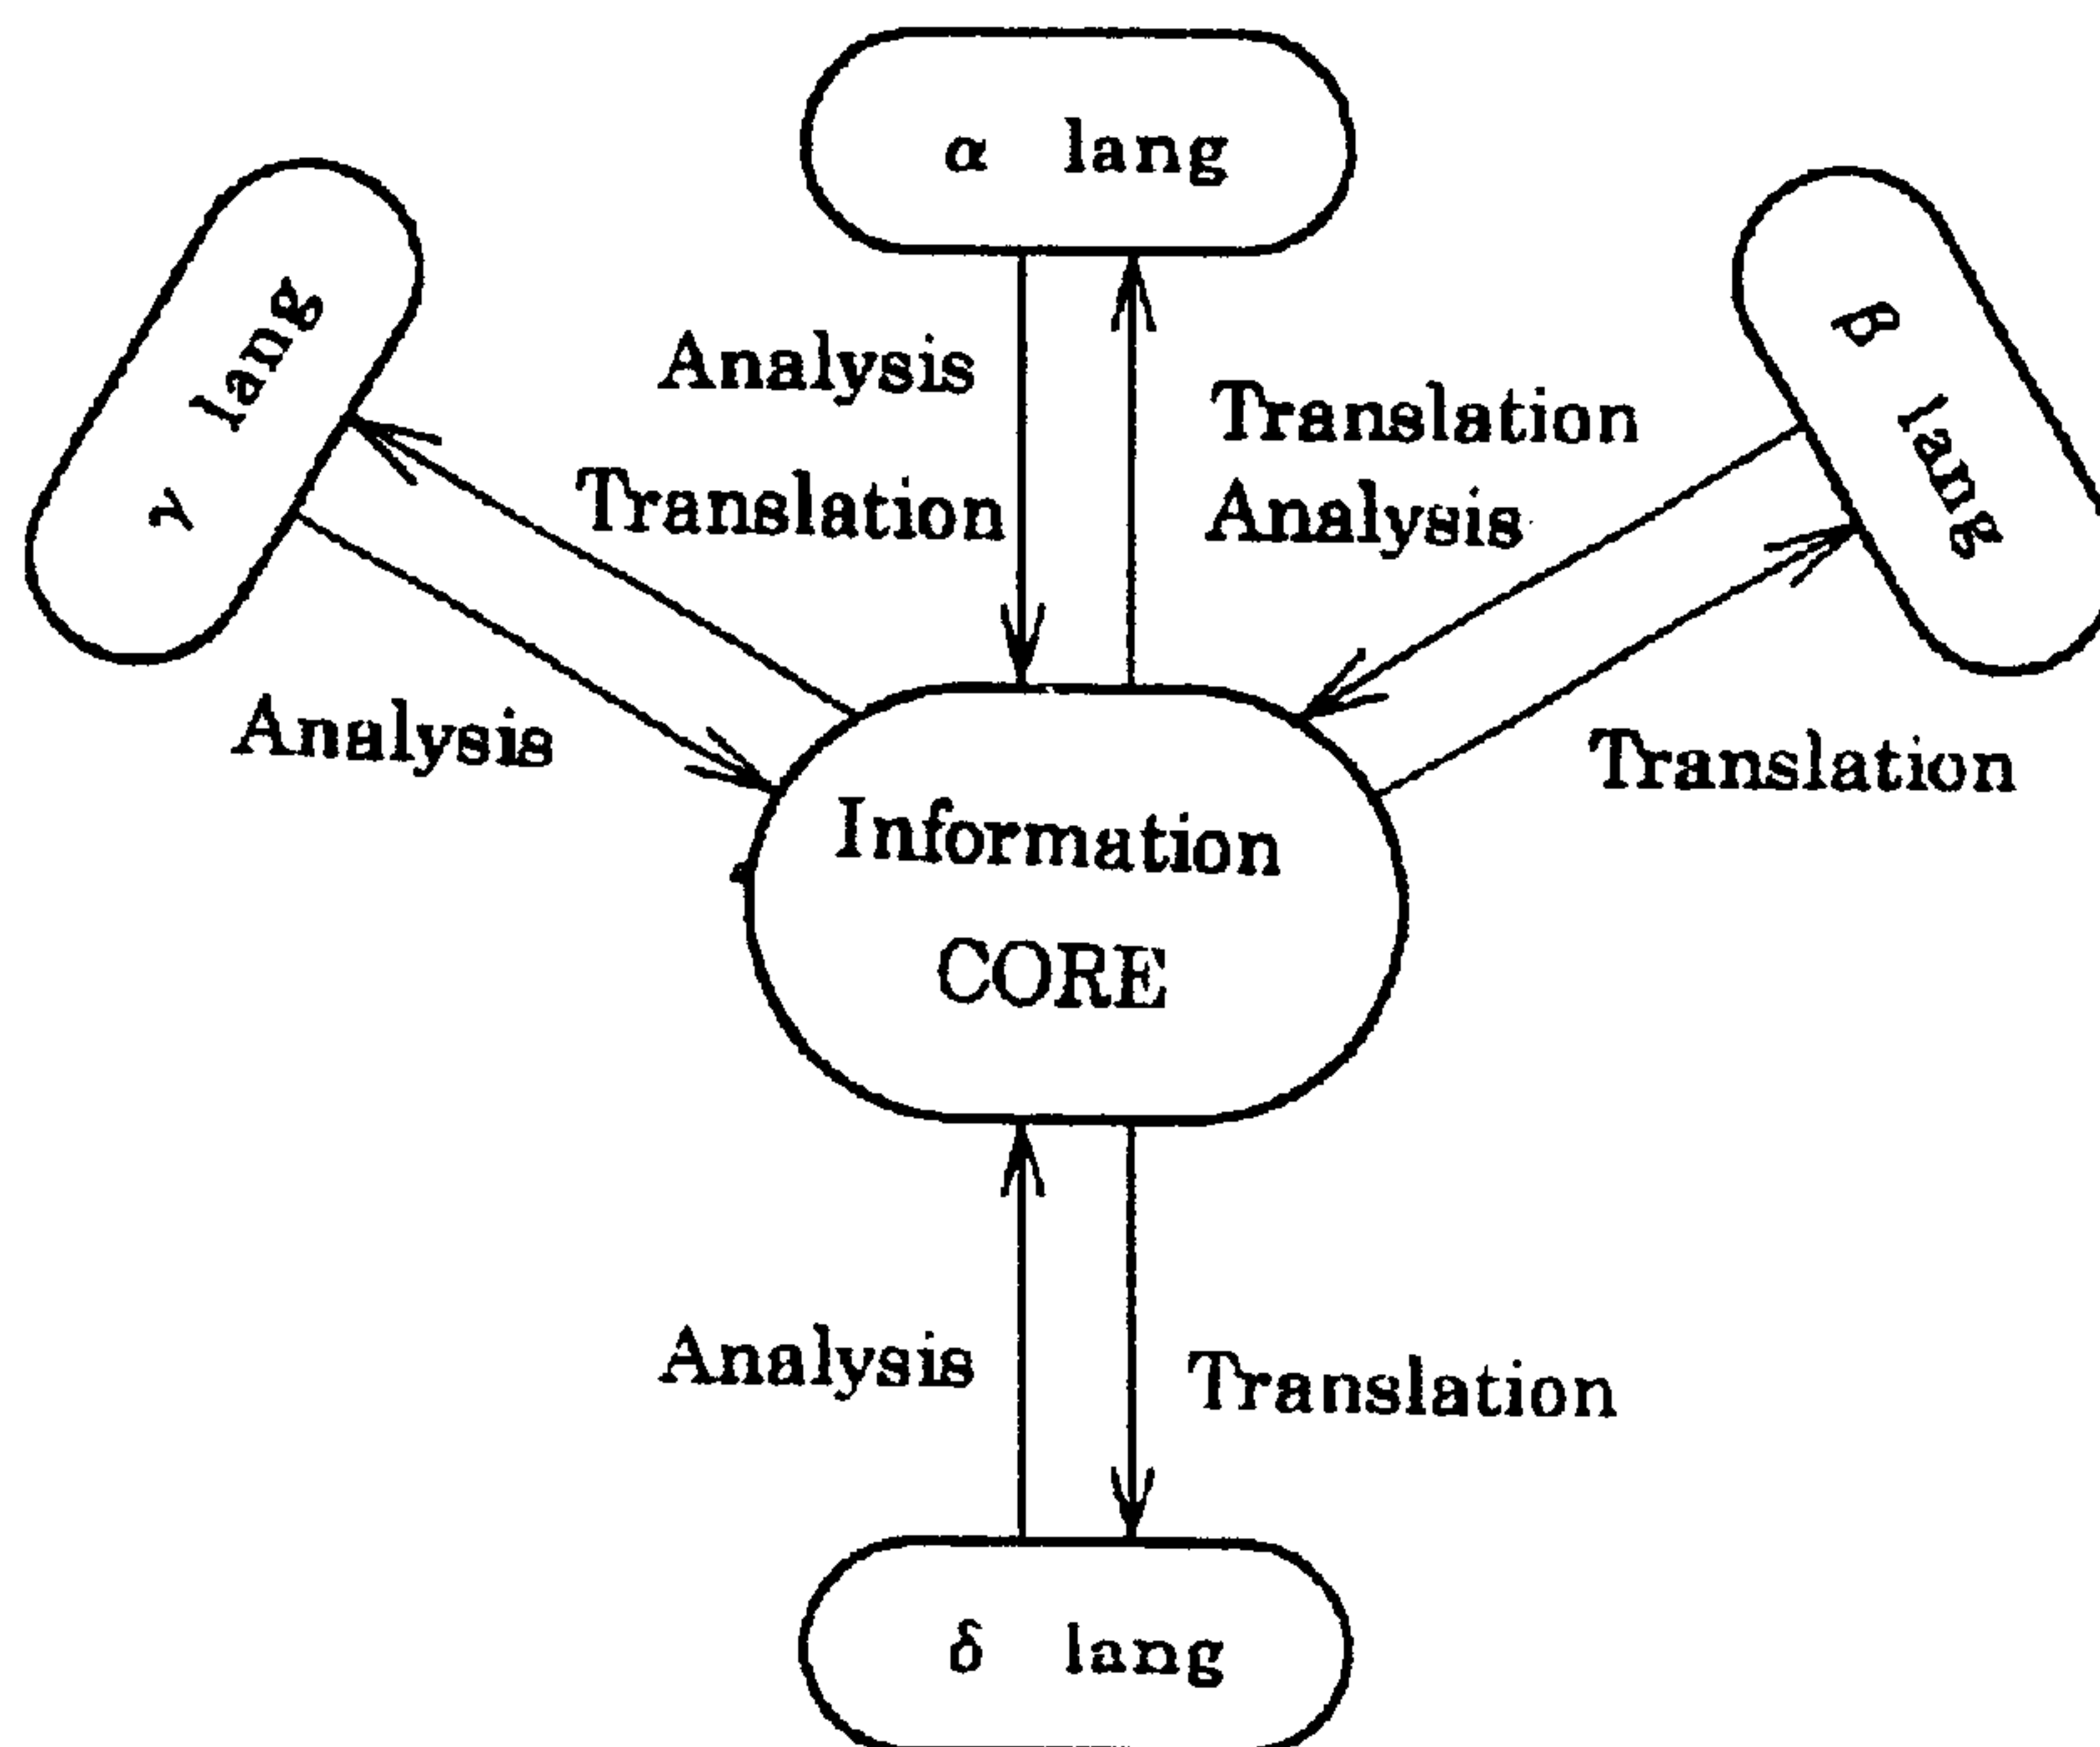 α lang
γ lang
β lang
Analysis
Translation
Translation
Analysis
Analysis
Translation
Information
CORE
Analysis
Translation
δ lang